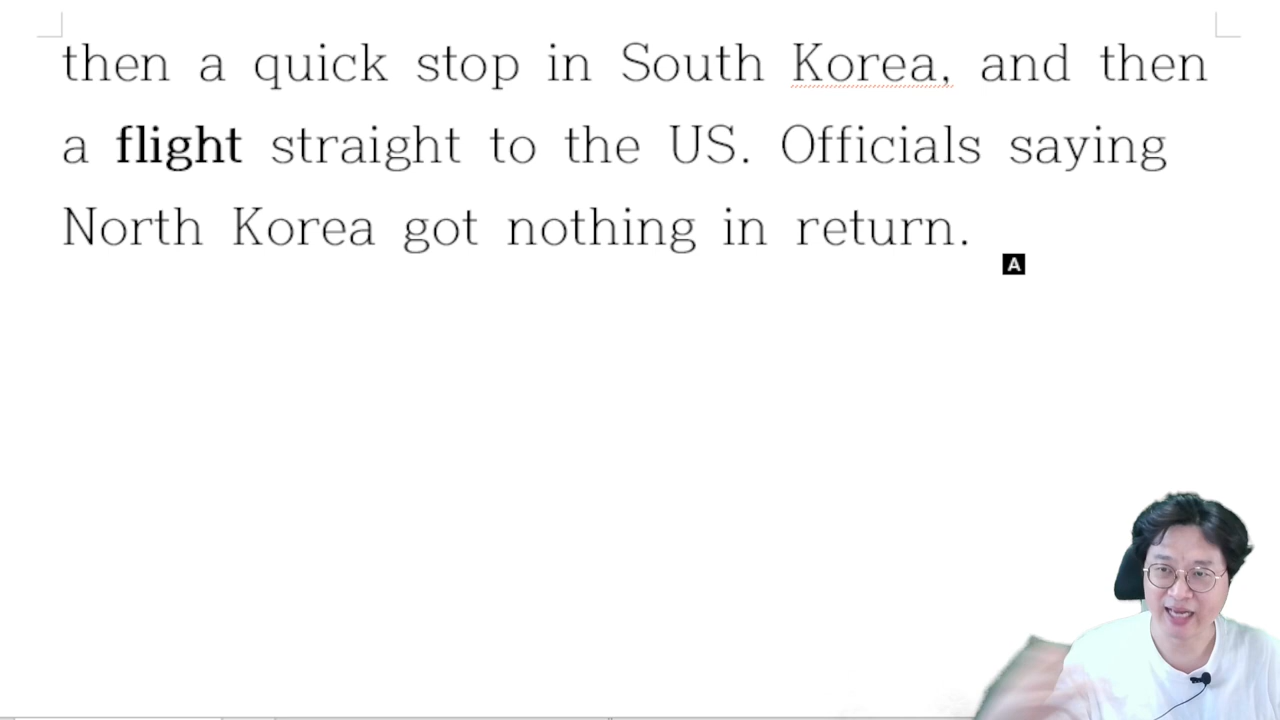 then a quick stop in South Korea, and then
a flight straight to the US. Officials saying
North Korea got nothing in return.
A